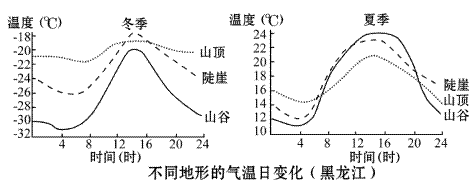 温度 (℃)
冬季
-18
-20
-22
-24
-26
-28
-30
-32
山顶
陡崖
山谷
4 8 12 16 20 24
时间(时)
温度 (℃)
夏季
24
22
20
18
16
14
12
10
陡崖
山顶
山谷
4 8 12 16 20 24
时间(时)
不同地形的气温日变化(黑龙江)